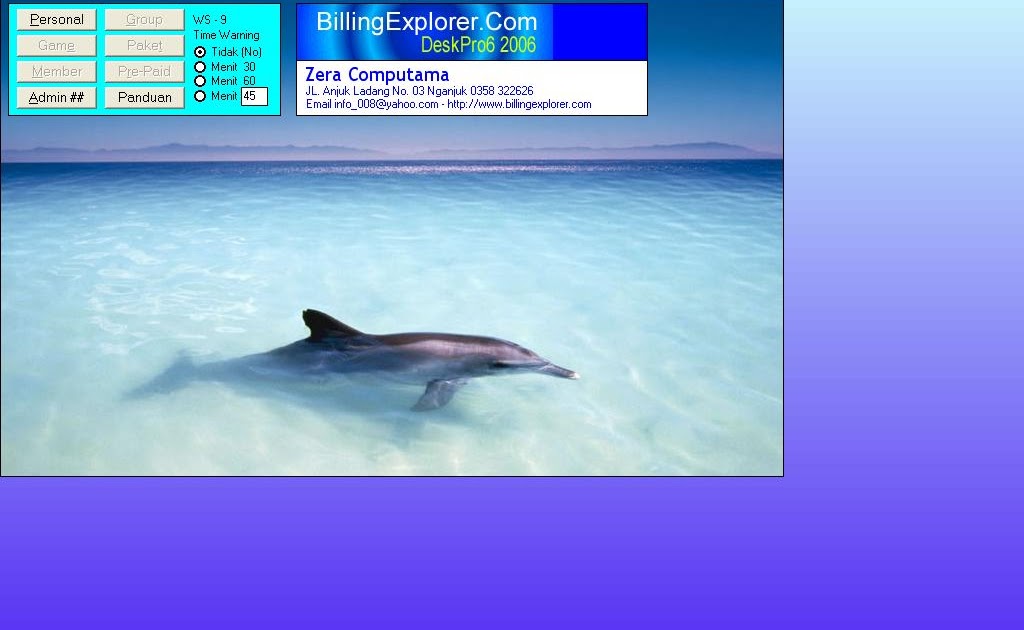 Personal
Group
Game
Paket
Member
Pre-Paid
Admin ##
Panduan
WS - 9
Time Warning
Tidak (No)
Menit 30
Menit 60
Menit 45
BillingExplorer.Com
DeskPro6 2006
Zera Computama
JL. Anjuk Ladang No. 03 Nganjuk 0358 322626
Email info_008@yahoo.com - http://www.billingexplorer.com